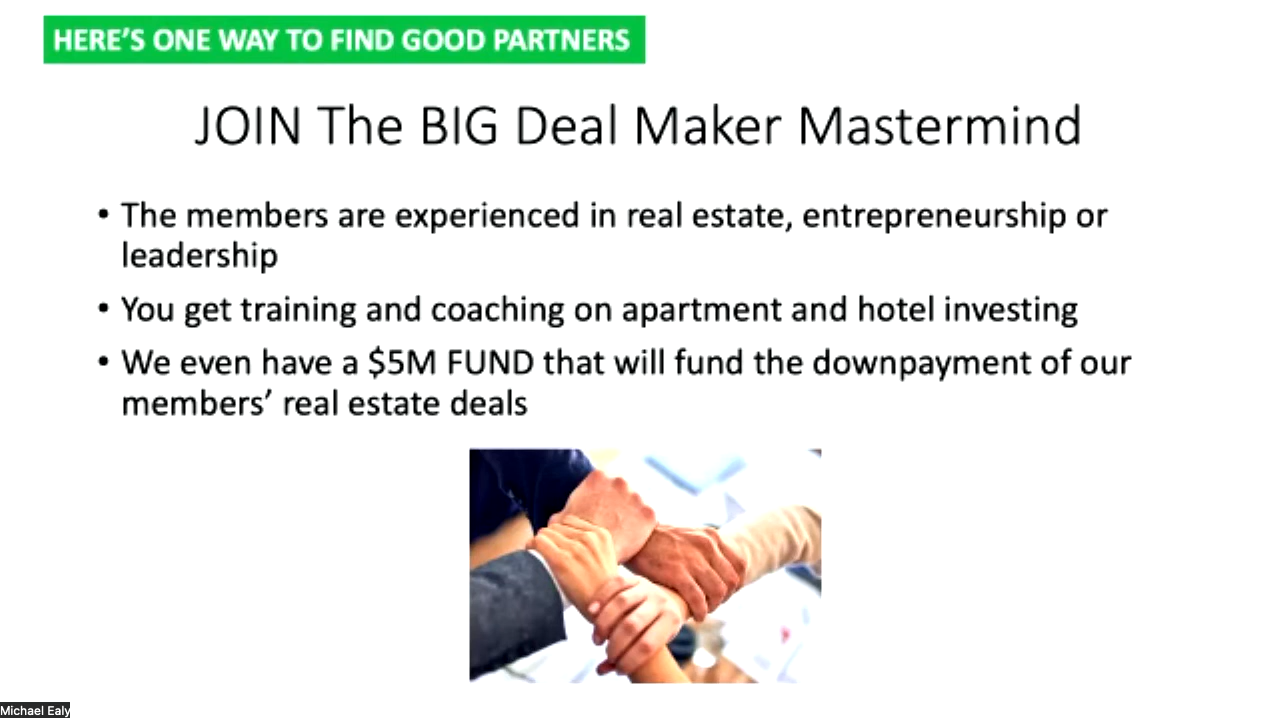 HERE’S ONE WAY TO FIND GOOD PARTNERS
JOIN The BIG Deal Maker Mastermind
• The members are experienced in real estate, entrepreneurship or
leadership
• You get training and coaching on apartment and hotel investing
• We even have a $5M FUND that will fund the downpayment of our
members’ real estate deals
Michael Ealy